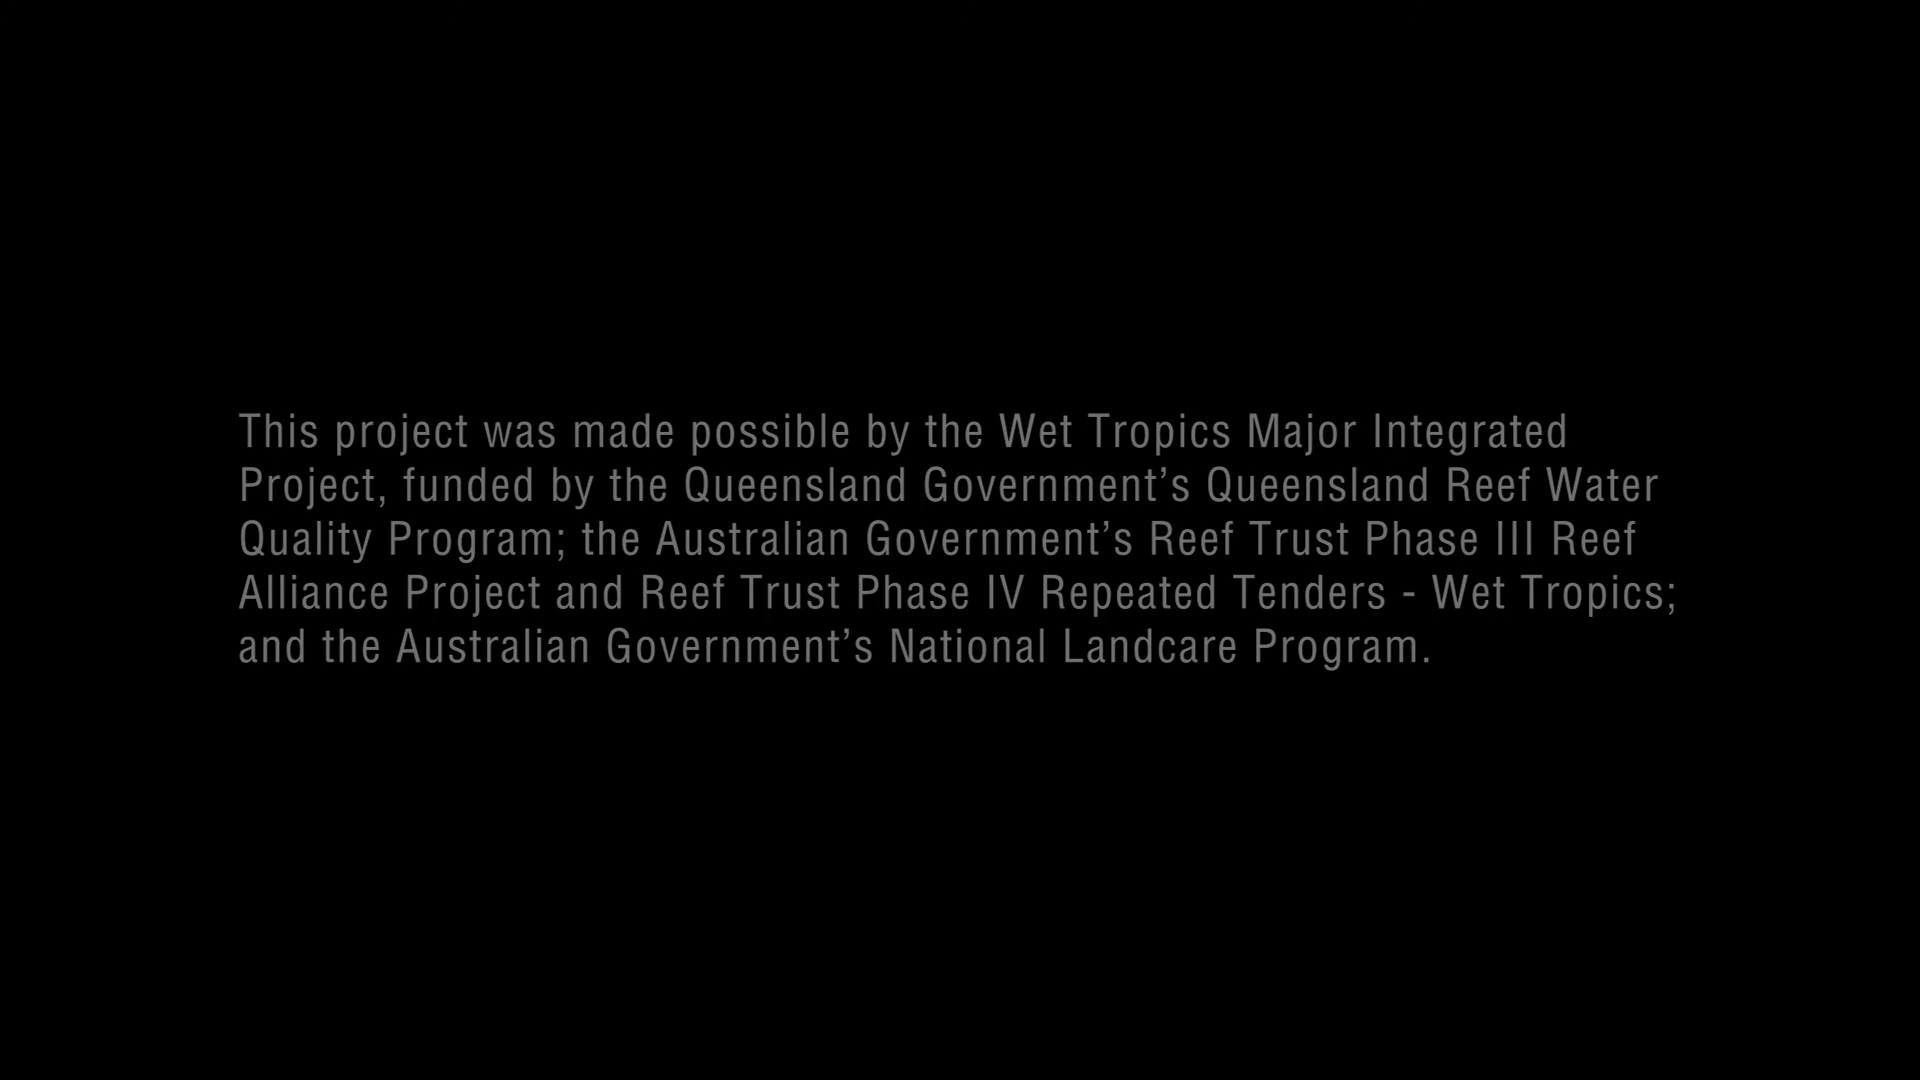 This project was made possible by the Wet Tropics Major Integrated
Project, funded by the Queensland Government’s Queensland Reef Water
Quality Program; the Australian Government’s Reef Trust Phase III Reef
Alliance Project and Reef Trust Phase IV Repeated Tenders - Wet Tropics;
and the Australian Government’s National Landcare Program.